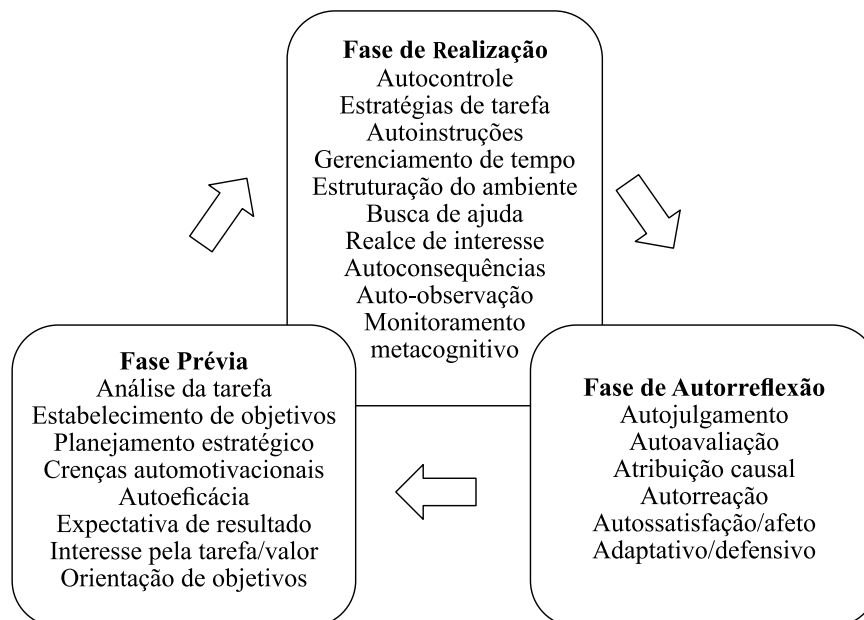 Fase de Realização
Autocontrole
Estratégias de tarefa
Autoinstruções
Gerenciamento de tempo
Estruturação do ambiente
Busca de ajuda
Realce de interesse
Autoconsequências
Auto-observação
Monitoramento
metacognitivo
Fase Prévia
Análise da tarefa
Estabelecimento de objetivos
Planejamento estratégico
Crenças automotivacionais
Autoeficácia
Expectativa de resultado
Interesse pela tarefa/valor
Orientação de objetivos
Fase de Autorreflexão
Autojulgamento
Autoavaliação
Atribuição causal
Autorreação
Autossatisfação/afeto
Adaptativo/defensivo